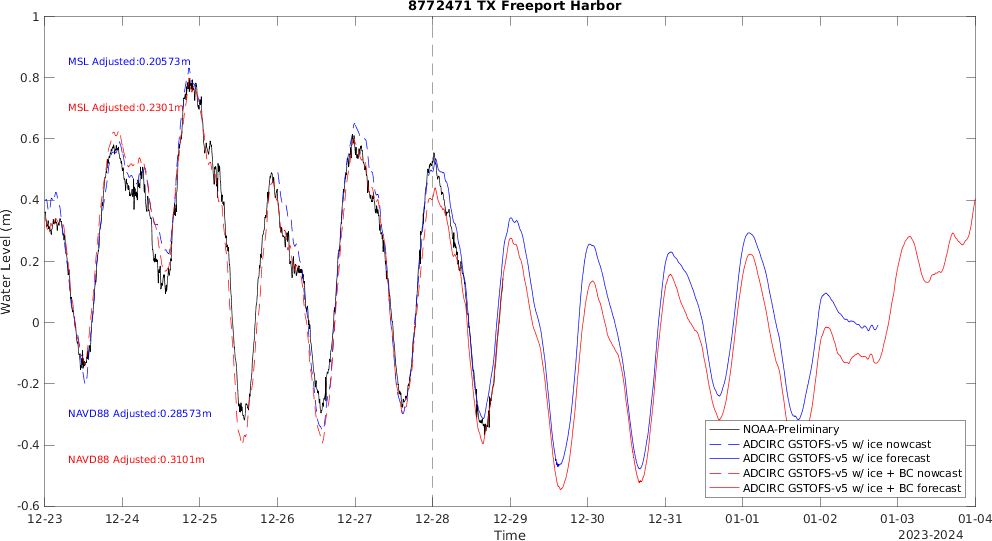 8772471 TX Freeport Harbor
1
0.8
0.6
0.4
0.2
0
-0.2
-0.4
-0.6
Water Level (m)
MSL Adjusted:0.20573m
MSL Adjusted:0.2301m
NAVD88 Adjusted:0.28573m
NAVD88 Adjusted:0.3101m
NOAA-Preliminary
ADCIRC GSTOFS-v5 w/ ice nowcast
ADCIRC GSTOFS-v5 w/ ice forecast
ADCIRC GSTOFS-v5 w/ ice + BC nowcast
ADCIRC GSTOFS-v5 w/ ice + BC forecast
12-23 12-24 12-25 12-26 12-27 12-28 12-29 12-30 12-31 01-01 01-02 01-03 01-04
Time
2023-2024